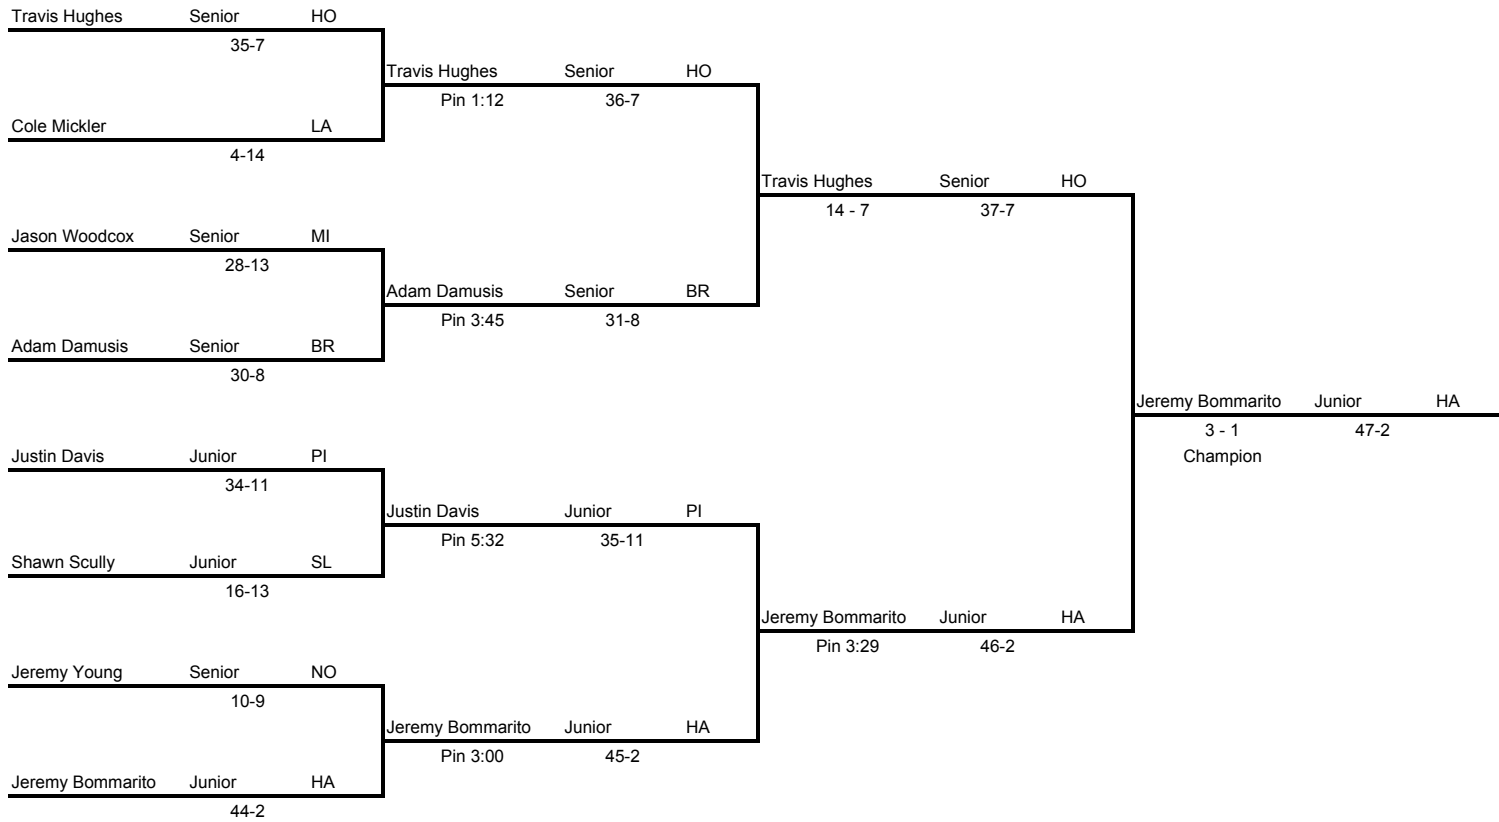 Travis Hughes Senior HO
35-7
Travis Hughes Senior HO
Pin 1:12 36-7
Cole Mickler LA
4-14
Travis Hughes Senior HO
14 - 7 37-7
Jason Woodcox Senior MI
28-13
Adam Damusis Senior BR
Pin 3:45 31-8
Adam Damusis Senior BR
30-8
Jeremy Bommarito Junior HA
3 - 1 47-2
Champion
Justin Davis Junior PI
34-11
Justin Davis Junior PI
Pin 5:32 35-11
Shawn Scully Junior SL
16-13
Jeremy Bommarito Junior HA
Pin 3:29 46-2
Jeremy Young Senior NO
10-9
Jeremy Bommarito Junior HA
Pin 3:00 45-2
Jeremy Bommarito Junior HA
44-2